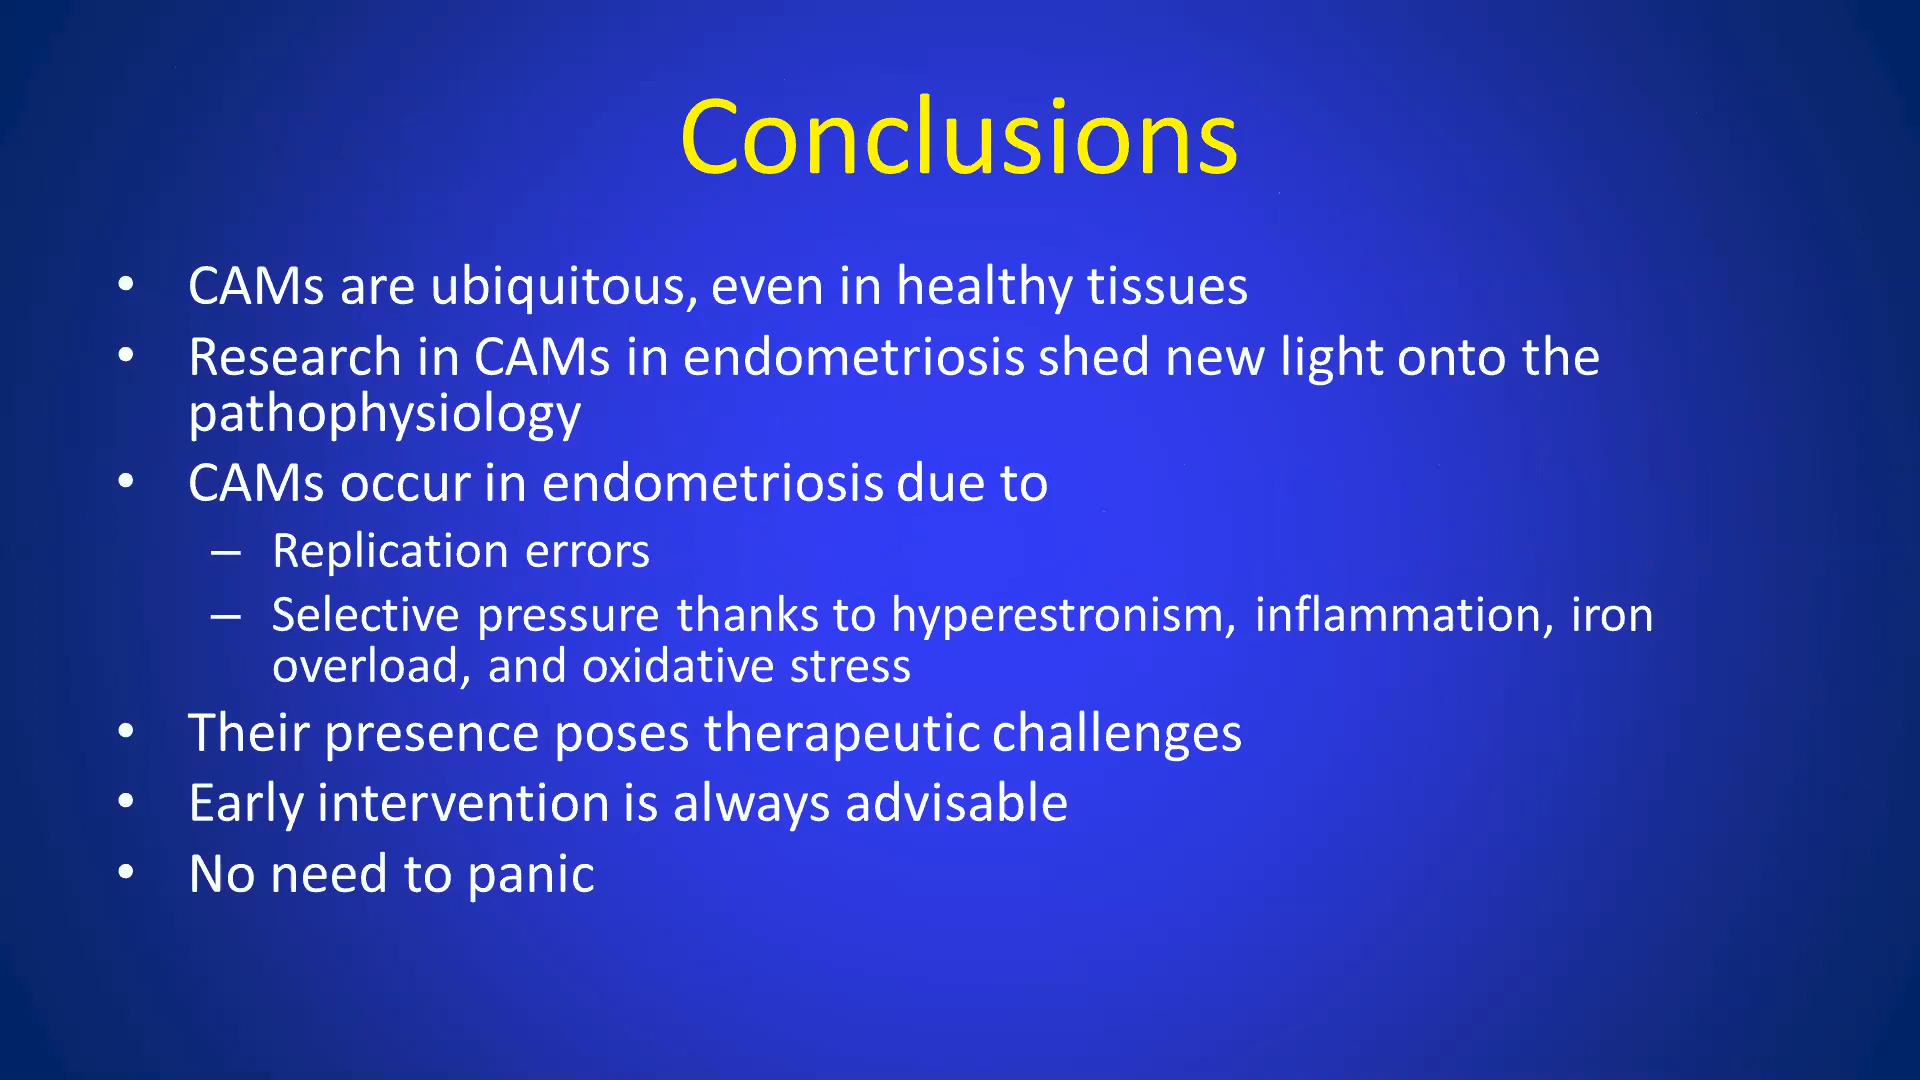 Conclusions
• CAMs are ubiquitous, even in healthy tissues
• Research in CAMs in endometriosis shed new light onto the
pathophysiology
• CAMs occur in endometriosis due to
– Replication errors
– Selective pressure thanks to hyperestronism, inflammation, iron
overload, and oxidative stress
• Their presence poses therapeutic challenges
• Early intervention is always advisable
• No need to panic